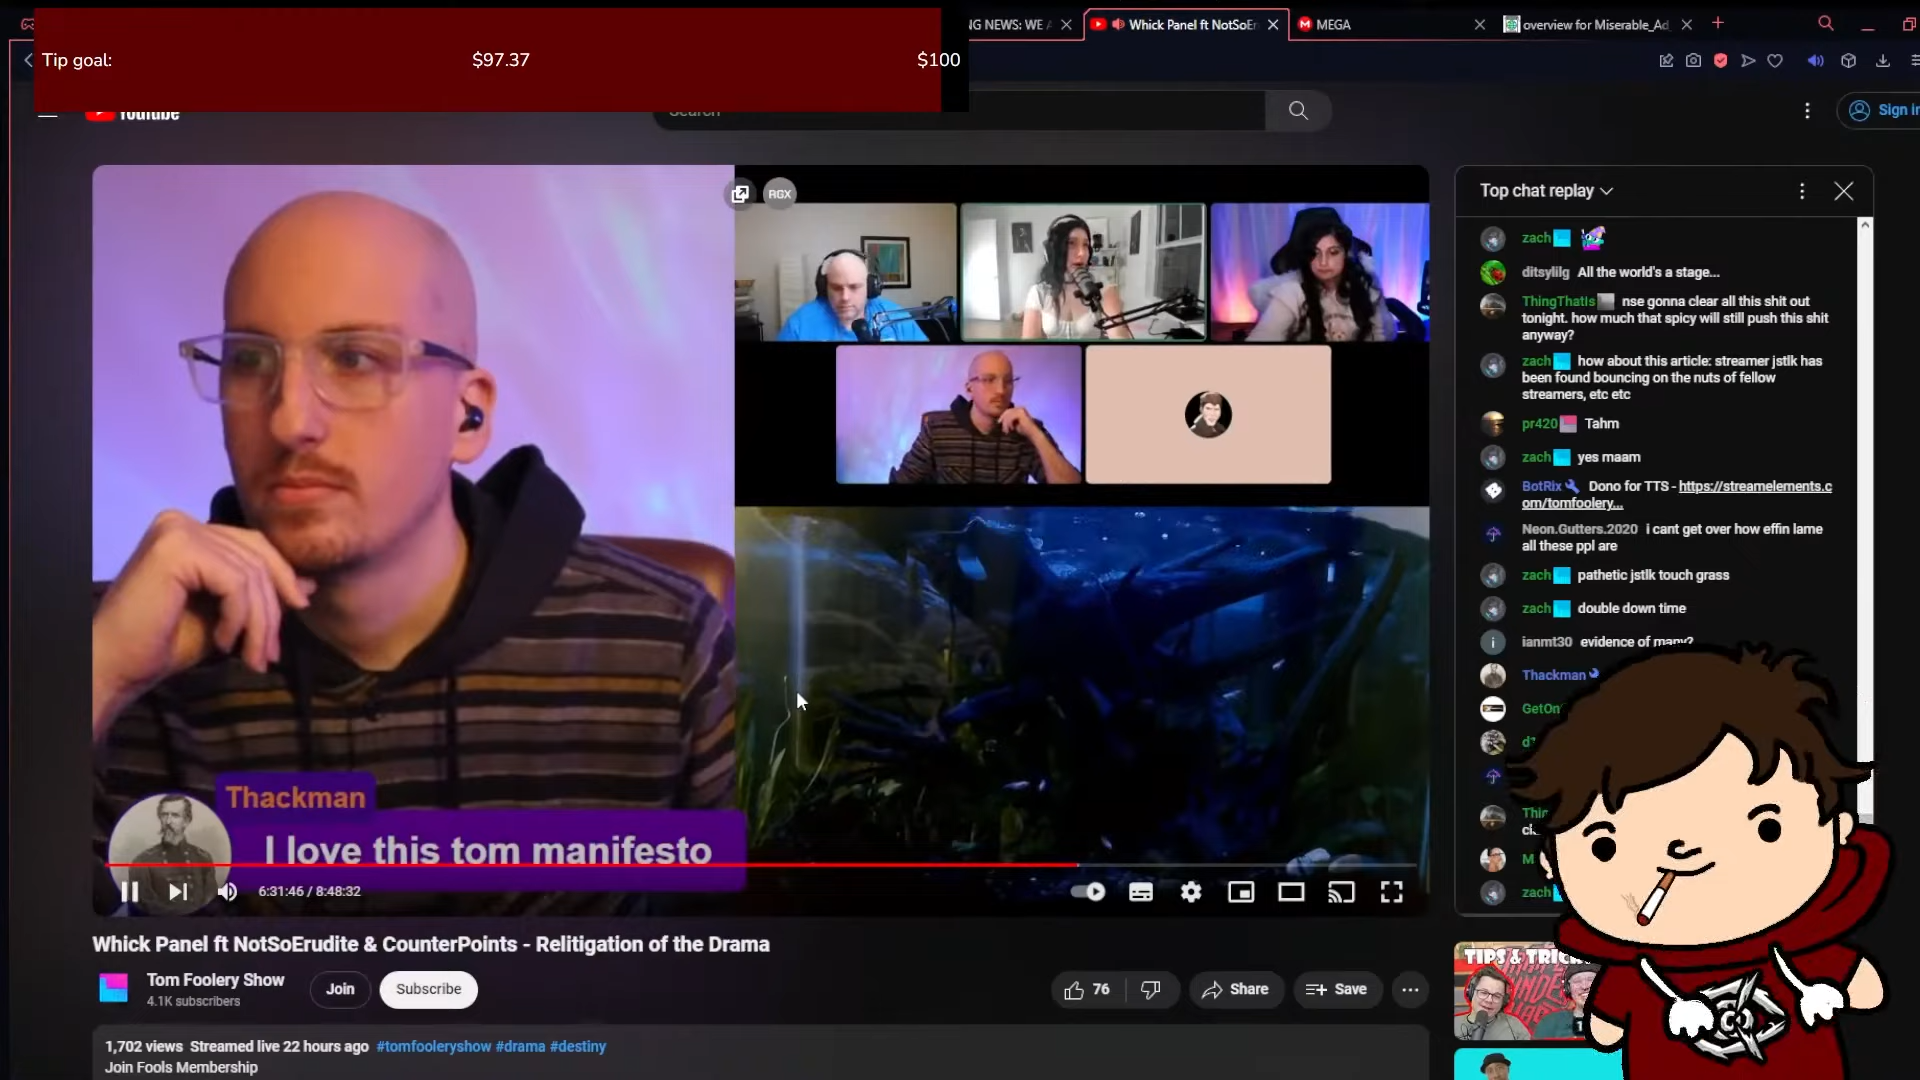 Tip goal:
$97.37
$100
NG NEWS: WE A
Whick Panel ft NotSoEr
MEGA
overview for Miserable_Ad
YouTube
Search
Sign in
RGX
Thackman
I love this tom manifesto
6:31:46 / 8:48:32
Top chat replay
zach
ditsylilg All the world's a stage...
ThingThatIs nse gonna clear all this shit out
tonight. how much that spicy will still push this shit
anyway?
zach how about this article: streamer jstlk has
been found bouncing on the nuts of fellow
streamers, etc etc
pr420 Tahm
zach yes maam
BotRix Dono for TTS - https://streamelements.c
om/tomfoolery...
Neon.Gutters.2020 i cant get over how effin lame
all these ppl are
zach pathetic jstlk touch grass
zach double down time
ianmt30 evidence of many?
Thackman
GetOn
Thin
M
zach
TIPS & TRICK
Whick Panel ft NotSoErudite & CounterPoints - Relitigation of the Drama
Tom Foolery Show
4.1K subscribers
Join
Subscribe
76
Share
Save
1,702 views Streamed live 22 hours ago #tomfooleryshow #drama #destiny
Join Fools Membership